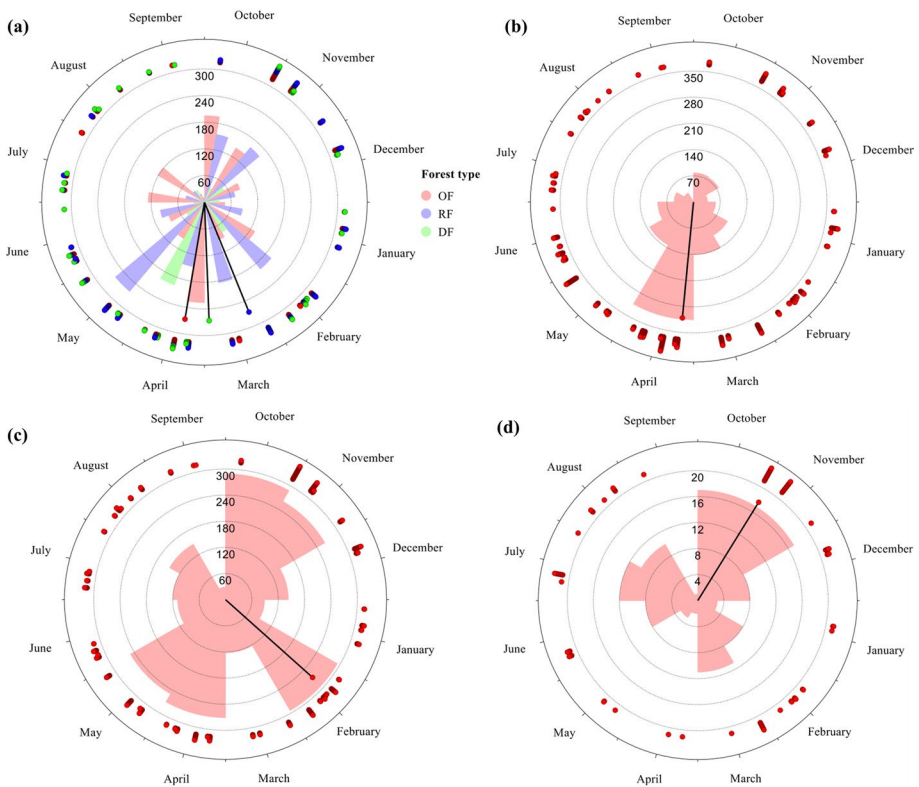 (a)
September
October
August
November
July
December
June
January
May
February
April
March
300
240
180
120
60
Forest type
OF
RF
DF
(b)
September
October
August
November
July
December
June
January
May
February
April
March
350
280
210
140
70
(c)
September
October
August
November
July
December
June
January
May
February
April
March
300
240
180
120
60
(d)
September
October
August
November
July
December
June
January
May
February
April
March
20
16
12
8
4